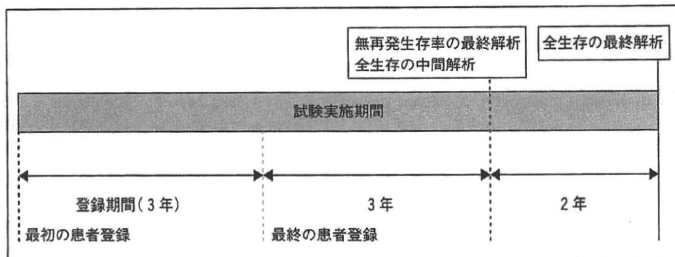 無再発生存率の最終解析
全生存の中間解析
全生存の最終解析
試験実施期間
登録期間(3年)
3年
2年
最初の患者登録
最終の患者登録